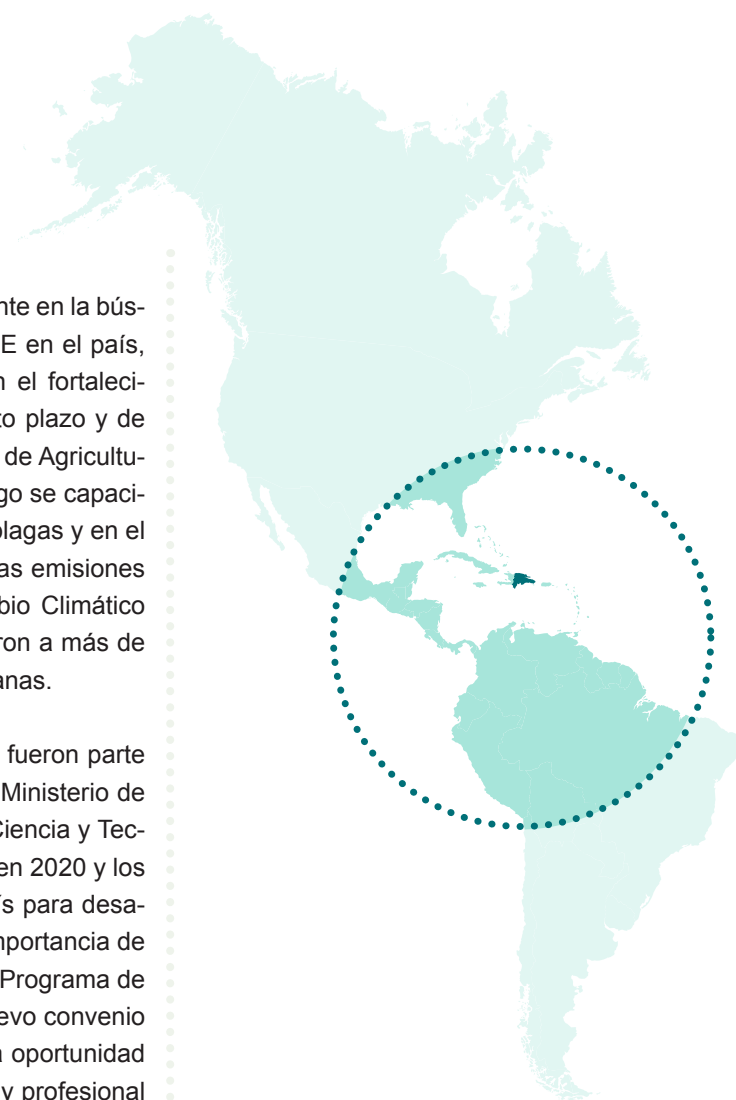 nte en la bús-
E en el país,
n el fortaleci-
to plazo y de
de Agricultu-
go se capaci-
plagas y en el
as emisiones
bio Climático
ron a más de
anas.
fueron parte
Ministerio de
Ciencia y Tec-
en 2020 y los
ís para desa-
mportancia de
Programa de
evo convenio
a oportunidad
y profesional